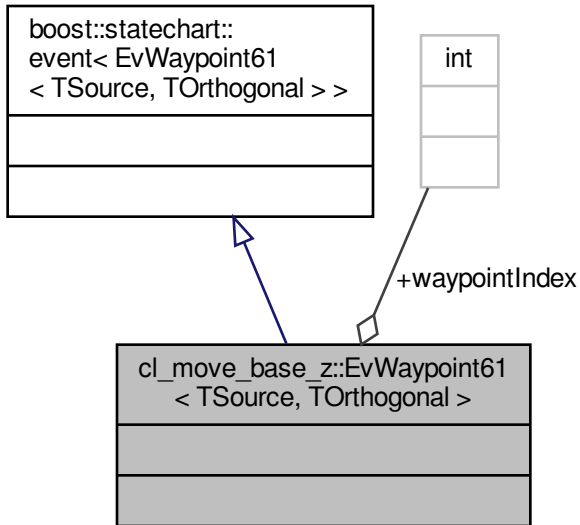 boost::statechart::
event< EvWaypoint61
< TSource, TOrthogonal > >
int
+waypointIndex
cl_move_base_z::EvWaypoint61
< TSource, TOrthogonal >